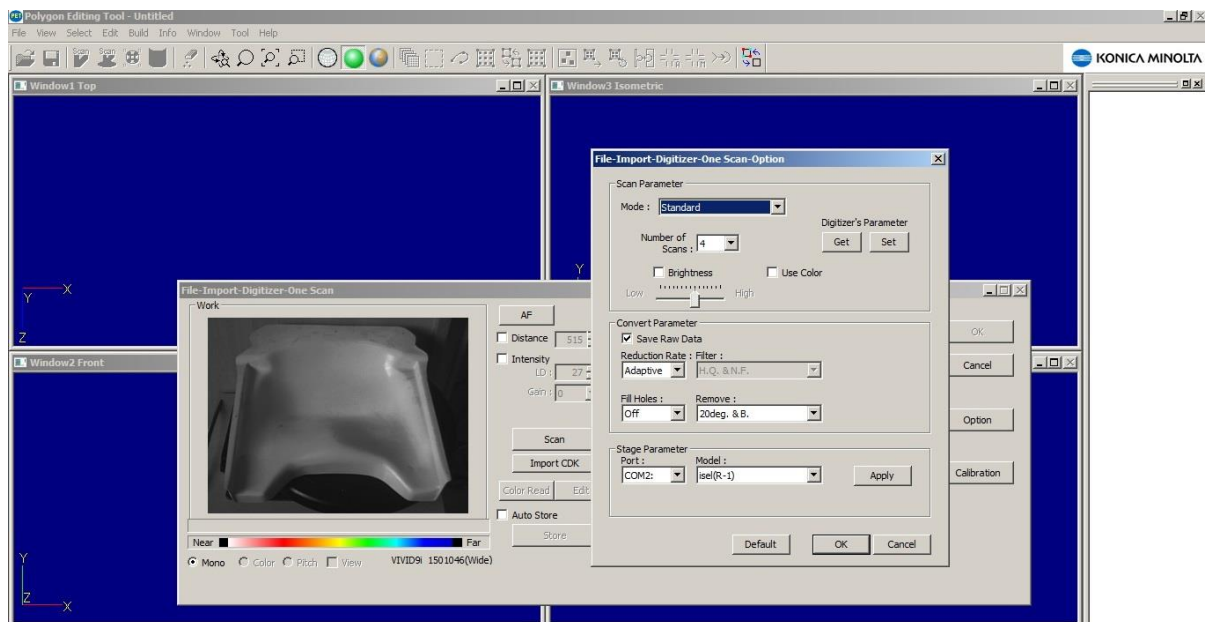 Polygon Editing Tool - Untitled
File View Select Edit Build Info Window Tool Help
Scan Scan
KONICA MINOLTA
Window1 Top
Window3 Isometric
File-Import-Digitizer-One Scan-Option
Scan Parameter
Mode : Standard
Digitizer's Parameter
Number of Scans : 4
Get Set
Brightness Use Color
Low High
Convert Parameter
Save Raw Data
Reduction Rate : Filter :
Adaptive H.Q. &N.F.
Fill Holes : Remove :
Off 20deg. & B.
Stage Parameter
Port : Model :
COM2: isel(R-1) Apply
Default OK Cancel
Y
X
Y
Z
File-Import-Digitizer-One Scan
Work
AF
Distance 515
Intensity
LD : 27
Gain : 0
Scan
Import CDK
Color Read Edit
Auto Store
Store
Near Far
Mono Color Pitch View VIVID9i 1501046(Wide)
OK
Cancel
Option
Calibration
Window2 Front
Y
Z
X